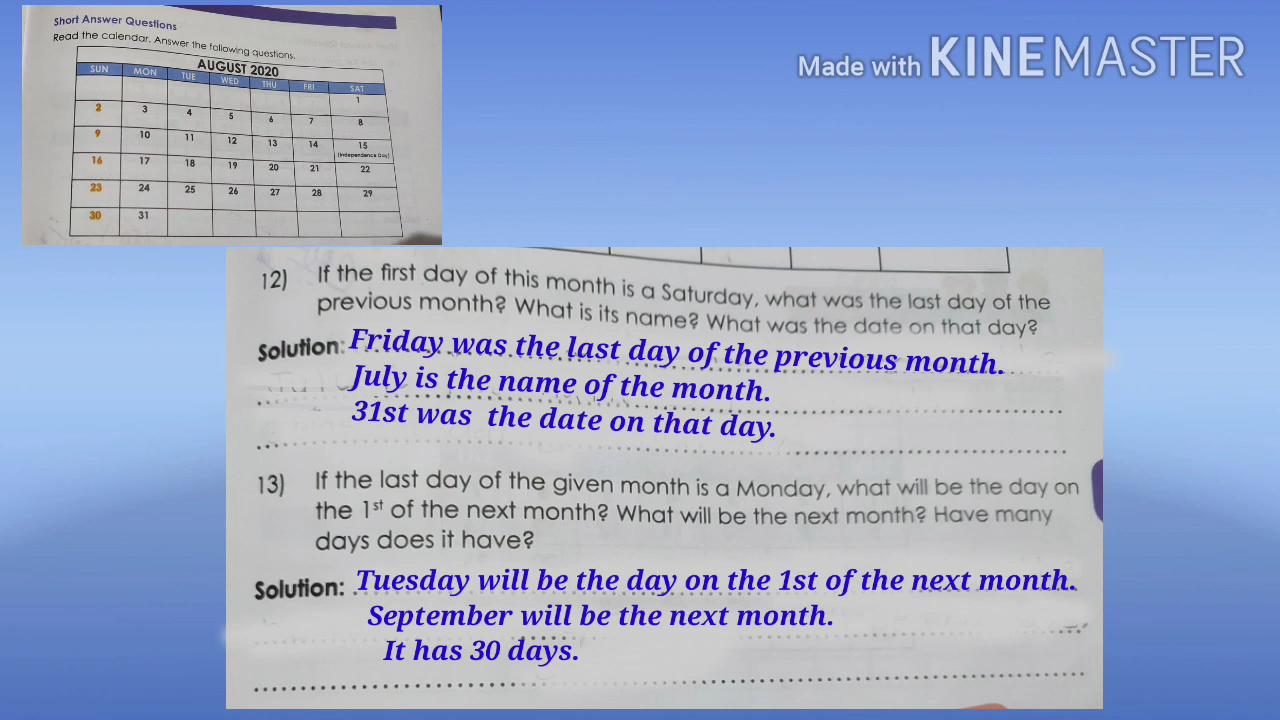 Short Answer Questions
Read the calendar. Answer the following questions.
AUGUST 2020
SUN MON TUE WED THU FRI SAT
1
2 3 4 5 6 7 8
9 10 11 12 13 14 15
(Independence Day)
16 17 18 19 20 21 22
23 24 25 26 27 28 29
30 31
Made with KINEMASTER
12) If the first day of this month is a Saturday, what was the last day of the
previous month? What is its name? What was the date on that day?
Solution: Friday was the last day of the previous month.
July is the name of the month.
31st was the date on that day.
13) If the last day of the given month is a Monday, what will be the day on
the 1st of the next month? What will be the next month? Have many
days does it have?
Solution: Tuesday will be the day on the 1st of the next month.
September will be the next month.
It has 30 days.